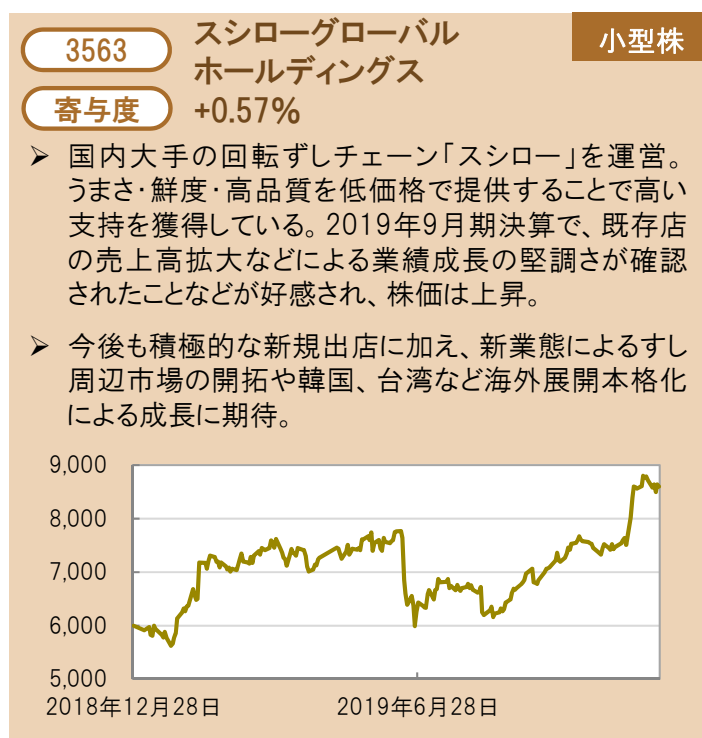 3563
スシローグローバル
ホールディングス
小型株
寄与度
+0.57%
➢ 国内大手の回転ずしチェーン「スシロー」を運営。
うまさ・鮮度・高品質を低価格で提供することで高い
支持を獲得している。2019年9月期決算で、既存店
の売上高拡大などによる業績成長の堅調さが確認
されたことなどが好感され、株価は上昇。
➢ 今後も積極的な新規出店に加え、新業態によるすし
周辺市場の開拓や韓国、台湾など海外展開本格化
による成長に期待。
9,000
8,000
7,000
6,000
5,000
2018年12月28日
2019年6月28日